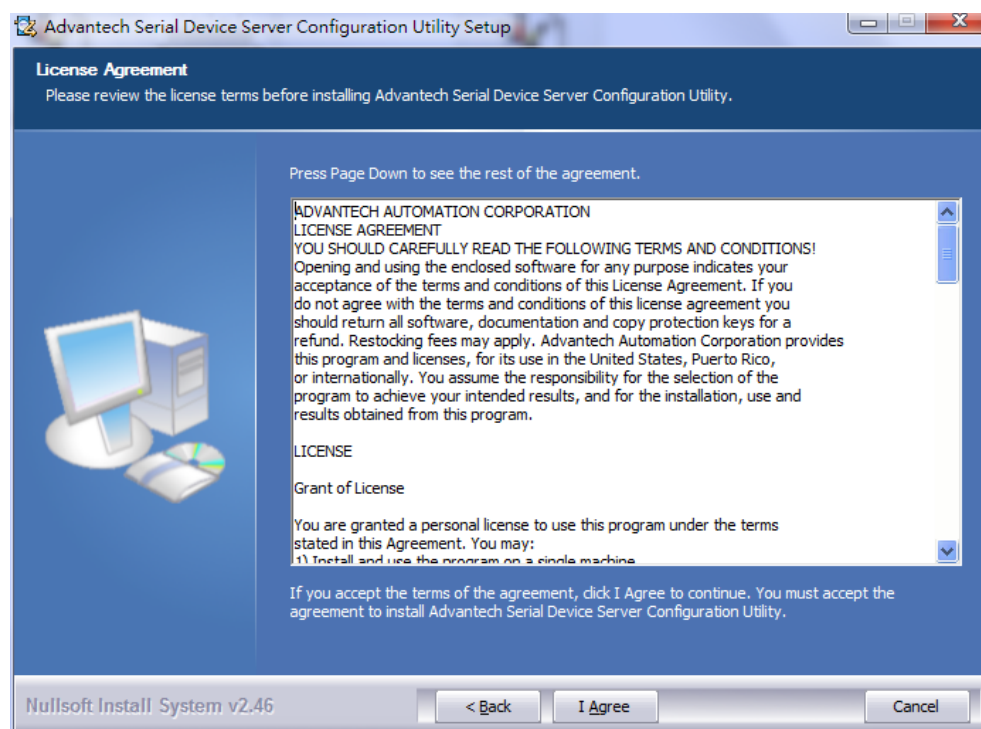 Advantech Serial Device Server Configuration Utility Setup
License Agreement
Please review the license terms before installing Advantech Serial Device Server Configuration Utility.
Press Page Down to see the rest of the agreement.
ADVANTECH AUTOMATION CORPORATION
LICENSE AGREEMENT
YOU SHOULD CAREFULLY READ THE FOLLOWING TERMS AND CONDITIONS!
Opening and using the enclosed software for any purpose indicates your
acceptance of the terms and conditions of this License Agreement. If you
do not agree with the terms and conditions of this license agreement you
should return all software, documentation and copy protection keys for a
refund. Restocking fees may apply. Advantech Automation Corporation provides
this program and licenses, for its use in the United States, Puerto Rico,
or internationally. You assume the responsibility for the selection of the
program to achieve your intended results, and for the installation, use and
results obtained from this program.
LICENSE
Grant of License
You are granted a personal license to use this program under the terms
stated in this Agreement. You may:
1) Install and use the program on a single machine
If you accept the terms of the agreement, click I Agree to continue. You must accept the
agreement to install Advantech Serial Device Server Configuration Utility.
Nullsoft Install System v2.46
< Back
I Agree
Cancel